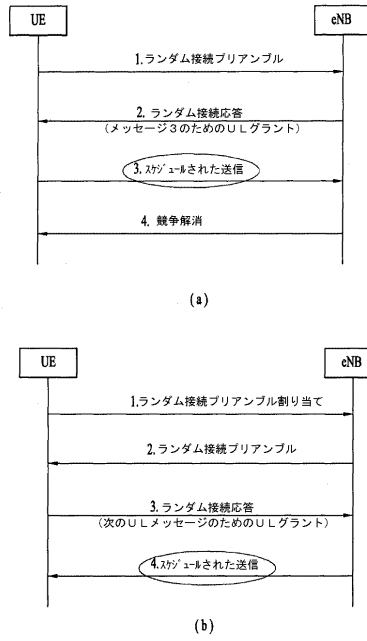 UE
eNB
1.ランダム接続プリアンブル
2. ランダム接続応答
(メッセージ3のためのULグラント)
3.スケジュールされた送信
4. 競争解消
(a)
UE
eNB
1.ランダム接続プリアンブル割り当て
2.ランダム接続プリアンブル
3. ランダム接続応答
(次のULメッセージのためのULグラント)
4.スケジュールされた送信
(b)